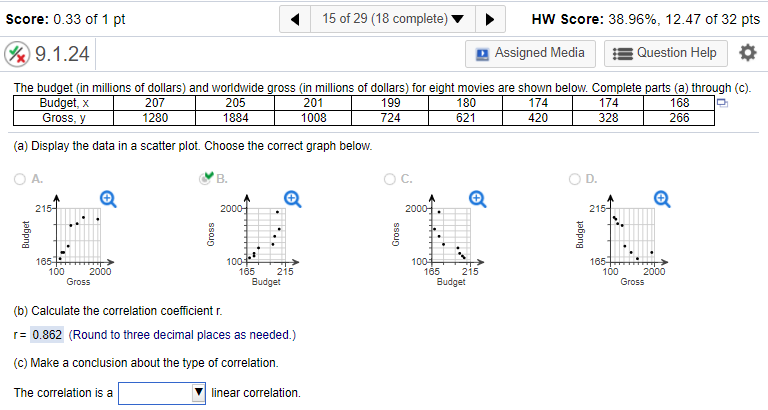 Score: 0.33 of 1 pt 15 of 29 (18 complete) HW Score: 38.96%, 12.47 of 32 pts
9.1.24 Assigned Media Question Help
The budget (in millions of dollars) and worldwide gross (in millions of dollars) for eight movies are shown below. Complete parts (a) through (c).
Budget, x 207 205 201 199 180 174 174 168
Gross, y 1280 1884 1008 724 621 420 328 266
(a) Display the data in a scatter plot. Choose the correct graph below.
A. B. C. D.
215 2000 2000 215
Budget Gross Gross Budget
165 100 100 165
100 2000 165 215 165 215 100 2000
Gross Budget Budget Gross
(b) Calculate the correlation coefficient r.
r = 0.862 (Round to three decimal places as needed.)
(c) Make a conclusion about the type of correlation.
The correlation is a linear correlation.